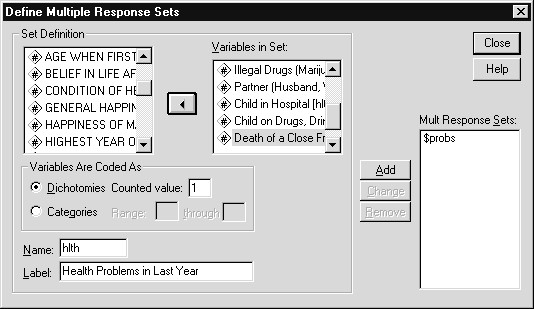 Define Multiple Response Sets
Set Definition
AGE WHEN FIRST
BELIEF IN LIFE AF
CONDITION OF HE
GENERAL HAPPIN
HAPPINESS OF M
HIGHEST YEAR O
Variables in Set:
Illegal Drugs (Mariju
Partner (Husband, W
Child in Hospital [hlt
Child on Drugs, Drin
Death of a Close Fr
Close
Help
Variables Are Coded As
Dichotomies Counted value: 1
Categories Range: through
Name: hlth
Label: Health Problems in Last Year
Add
Change
Remove
Mult Response Sets:
$probs